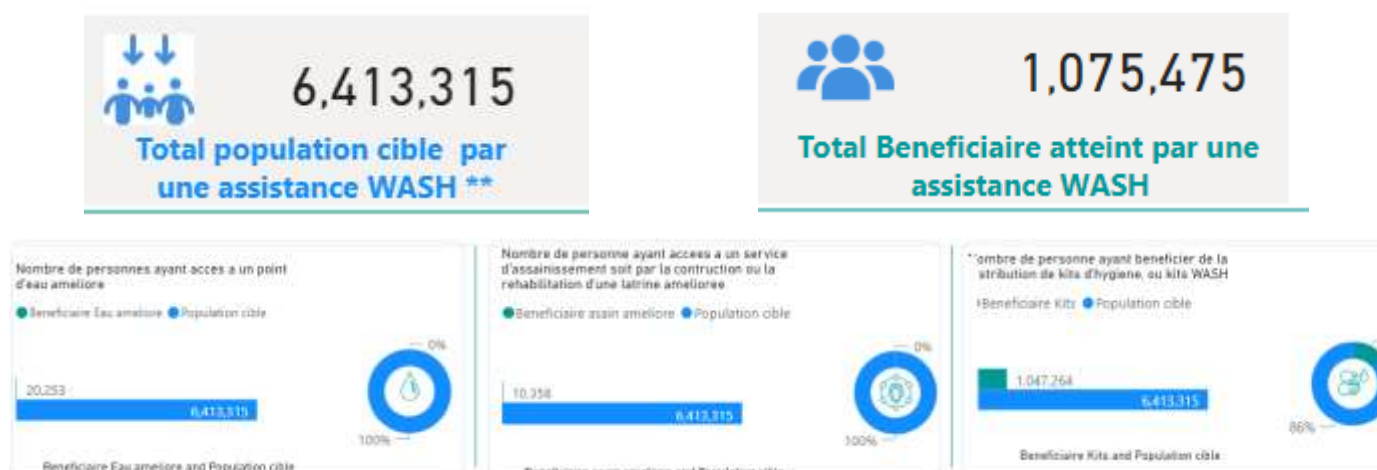 6,413,315
Total population cible par
une assistance WASH **
1,075,475
Total Beneficiaire atteint par une
assistance WASH
Nombre de personnes ayant acces a un point
d'eau ameliore
Beneficiaire Eau ameliore Population cible
0%
20,253
6,413,315
100%
Beneficiaire Eau ameliore and Population cible
Nombre de personne ayant accees a un service
d'assainissement soit par la contruction ou la
rehabilitation d'une latrine amelioree
Beneficiaire assain ameliore Population cible
0%
10,358
6,413,315
100%
ombre de personne ayant beneficier de la
stribution de kits d'hygiene, ou kits WASH
Beneficiaire Kits Population cible
1,047,264
6,413,315
86%
Beneficiaire Kits and Population cible